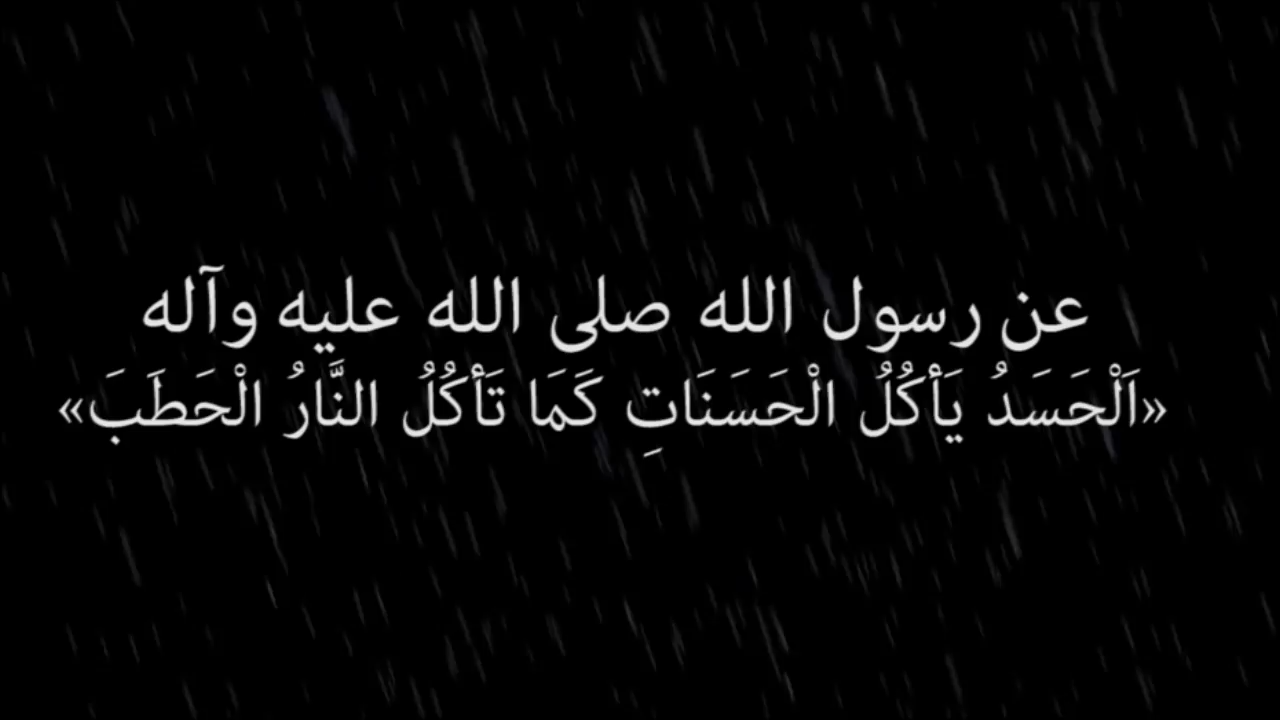 عن رسول الله صلى الله عليه وآله
«اَلْحَسَدُ يَأْكُلُ الْحَسَنَاتِ كَمَا تَأْكُلُ النَّارُ الْحَطَبَ»